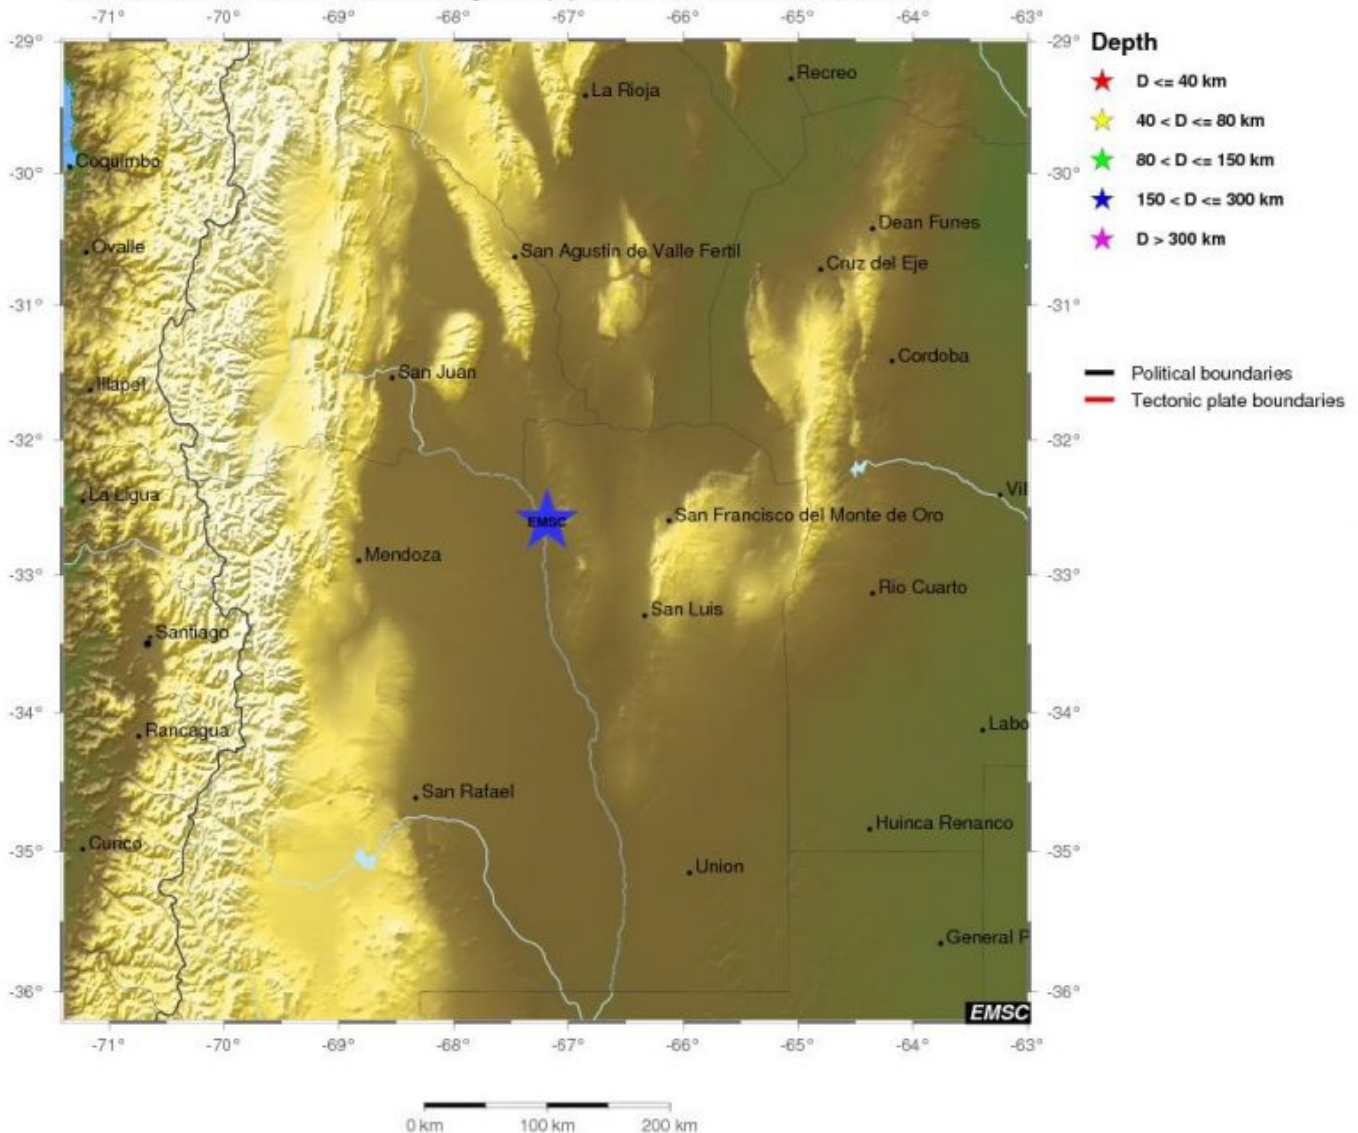 -71° -70° -69° -68° -67° -66° -65° -64° -63°
-29° -29°
Recreo
La Rioja
Coquimbo
-30° -30°
Dean Funes
Ovalle
San Agustin de Valle Fertil
Cruz del Eje
-31° -31°
Cordoba
San Juan
Illapel
-32° -32°
La Ligua
Vil
San Francisco del Monte de Oro
EMSC
Mendoza
-33° -33°
Rio Cuarto
San Luis
Santiago
-34° -34°
Labo
Rancagua
San Rafael
Huinca Renanco
Curico
-35° -35°
Union
General P
-36° -36°
EMSC
-71° -70° -69° -68° -67° -66° -65° -64° -63°
0 km 100 km 200 km
Depth
D <= 40 km
40 < D <= 80 km
80 < D <= 150 km
150 < D <= 300 km
D > 300 km
Political boundaries
Tectonic plate boundaries